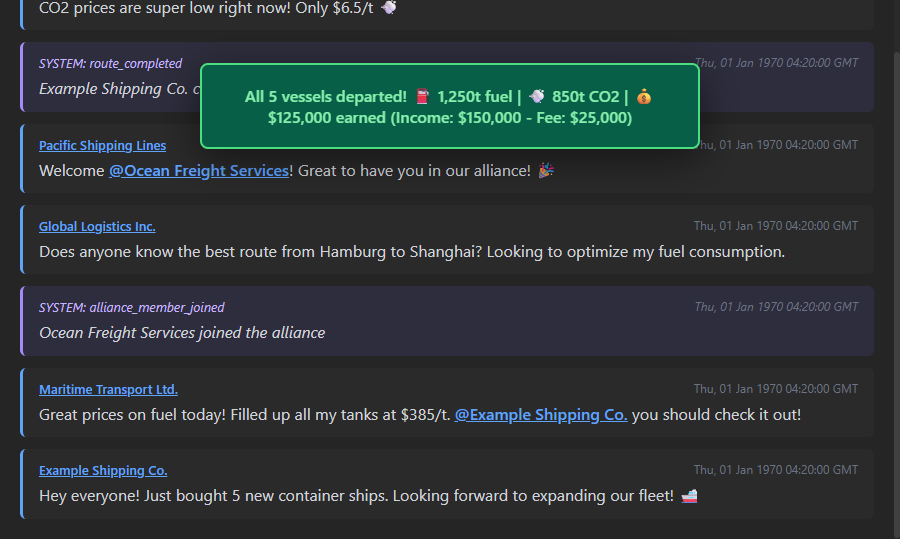 CO2 prices are super low right now! Only $6.5/t
SYSTEM: route_completed
Thu, 01 Jan 1970 04:20:00 GMT
Example Shipping Co. c
All 5 vessels departed! 1,250t fuel | 850t CO2 |
$125,000 earned (Income: $150,000 - Fee: $25,000)
Pacific Shipping Lines
Thu, 01 Jan 1970 04:20:00 GMT
Welcome @Ocean Freight Services! Great to have you in our alliance! 🎉
Global Logistics Inc.
Thu, 01 Jan 1970 04:20:00 GMT
Does anyone know the best route from Hamburg to Shanghai? Looking to optimize my fuel consumption.
SYSTEM: alliance_member_joined
Thu, 01 Jan 1970 04:20:00 GMT
Ocean Freight Services joined the alliance
Maritime Transport Ltd.
Thu, 01 Jan 1970 04:20:00 GMT
Great prices on fuel today! Filled up all my tanks at $385/t. @Example Shipping Co. you should check it out!
Example Shipping Co.
Thu, 01 Jan 1970 04:20:00 GMT
Hey everyone! Just bought 5 new container ships. Looking forward to expanding our fleet! 🚢